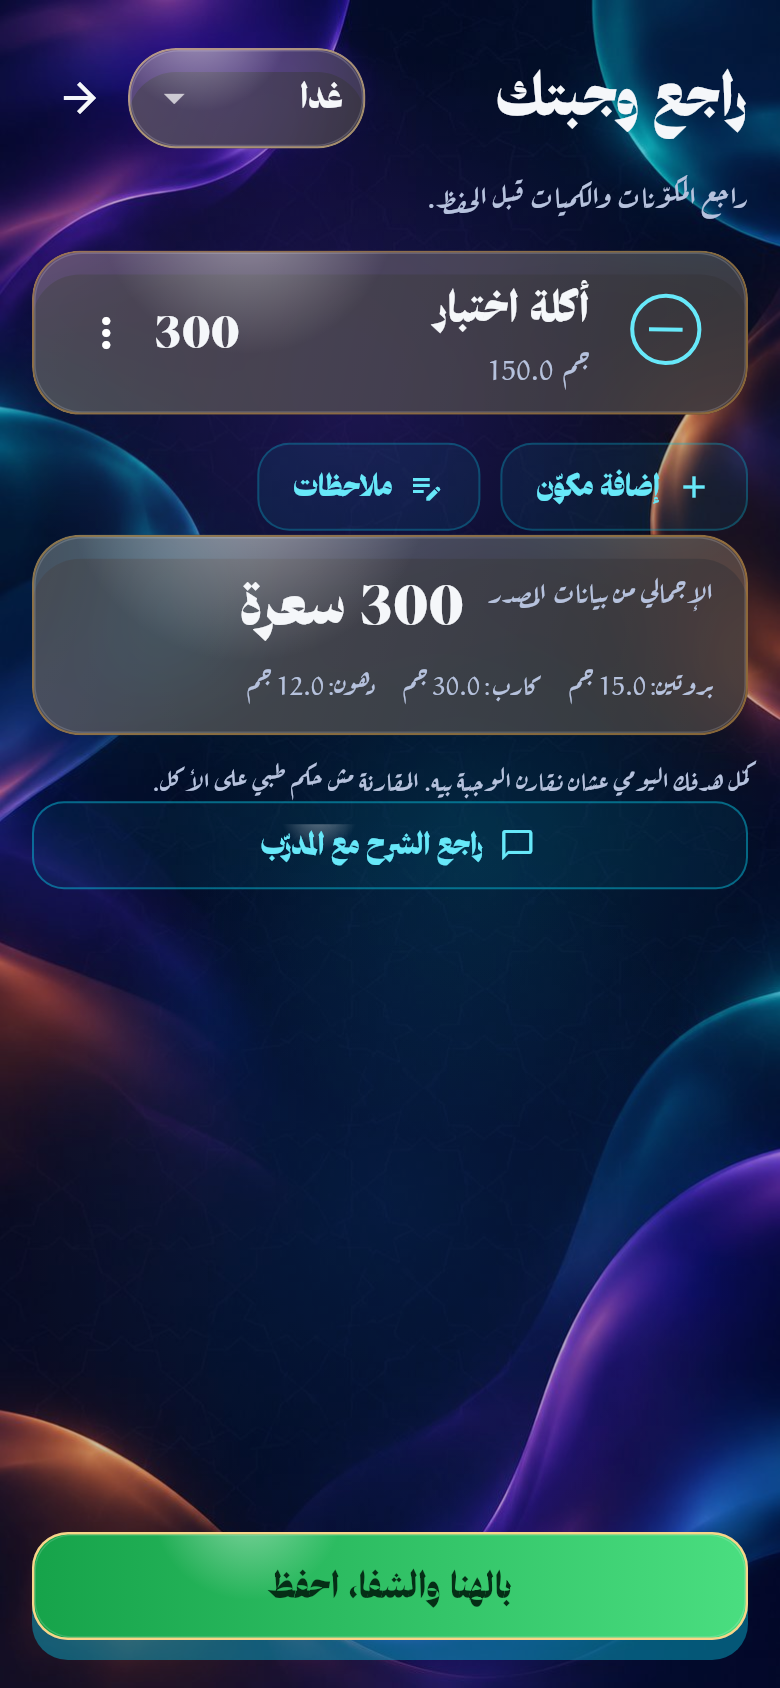 راجع وجبتك
غدا
راجع المكوّنات والكميات قبل الحفظ.
أكلة اختبار
150.0 جم
300
إضافة مكوّن
ملاحظات
الإجمالي من بيانات المصدر
300 سعرة
بروتين: 15.0 جم
كارب: 30.0 جم
دهون: 12.0 جم
كمّل هدفك اليومي عشان نقارن الوجبة بيه. المقارنة مش حكم طبي على الأكل.
راجع الشرح مع المدرّب
بالهنا والشفا، احفظ